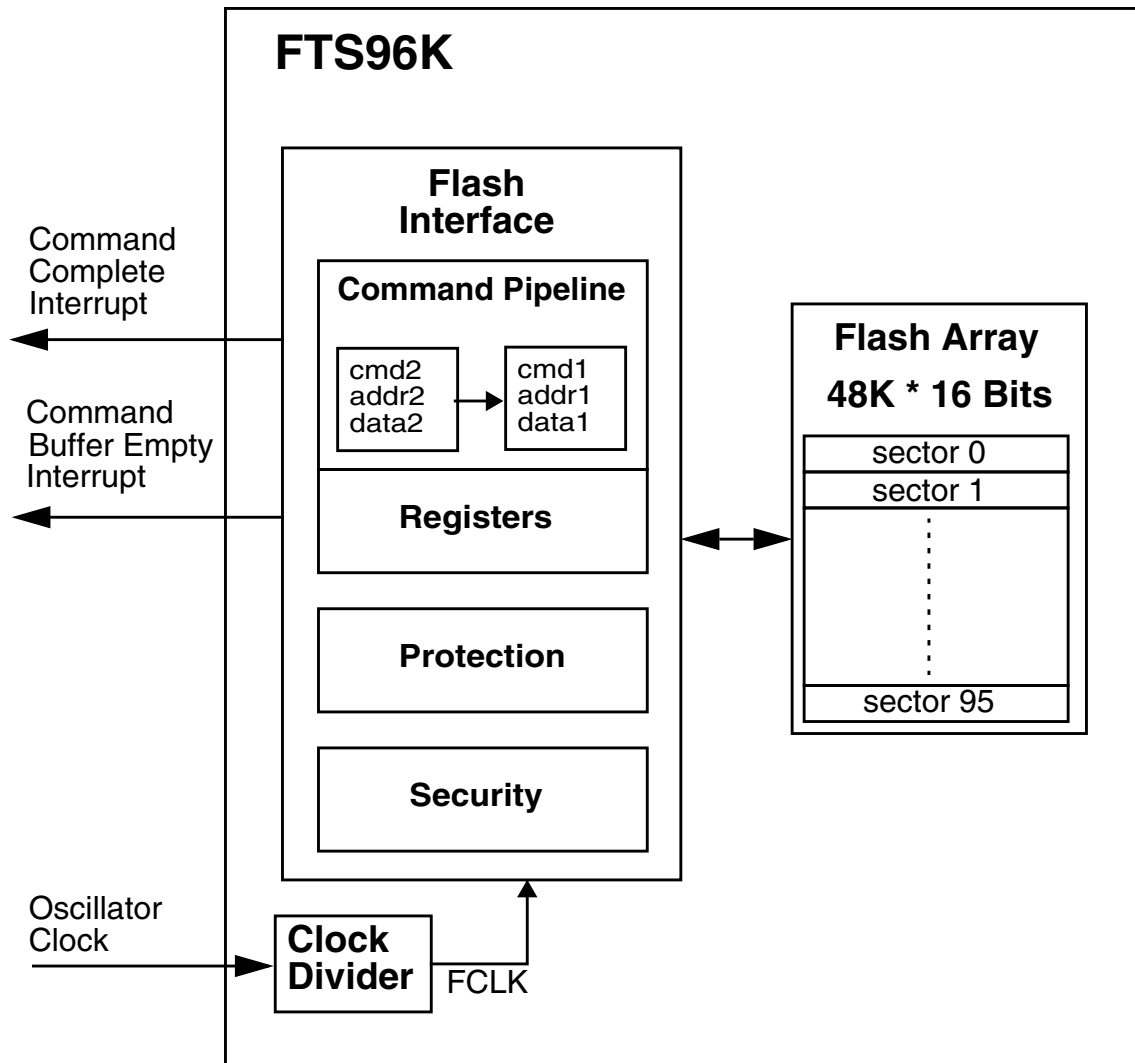 FTS96K
Flash
Interface
Command
Complete
Interrupt
Command Pipeline
cmd2
addr2
data2
cmd1
addr1
data1
Flash Array
48K * 16 Bits
Command
Buffer Empty
Interrupt
sector 0
sector 1
Registers
Protection
sector 95
Security
Oscillator
Clock
Clock
Divider
FCLK